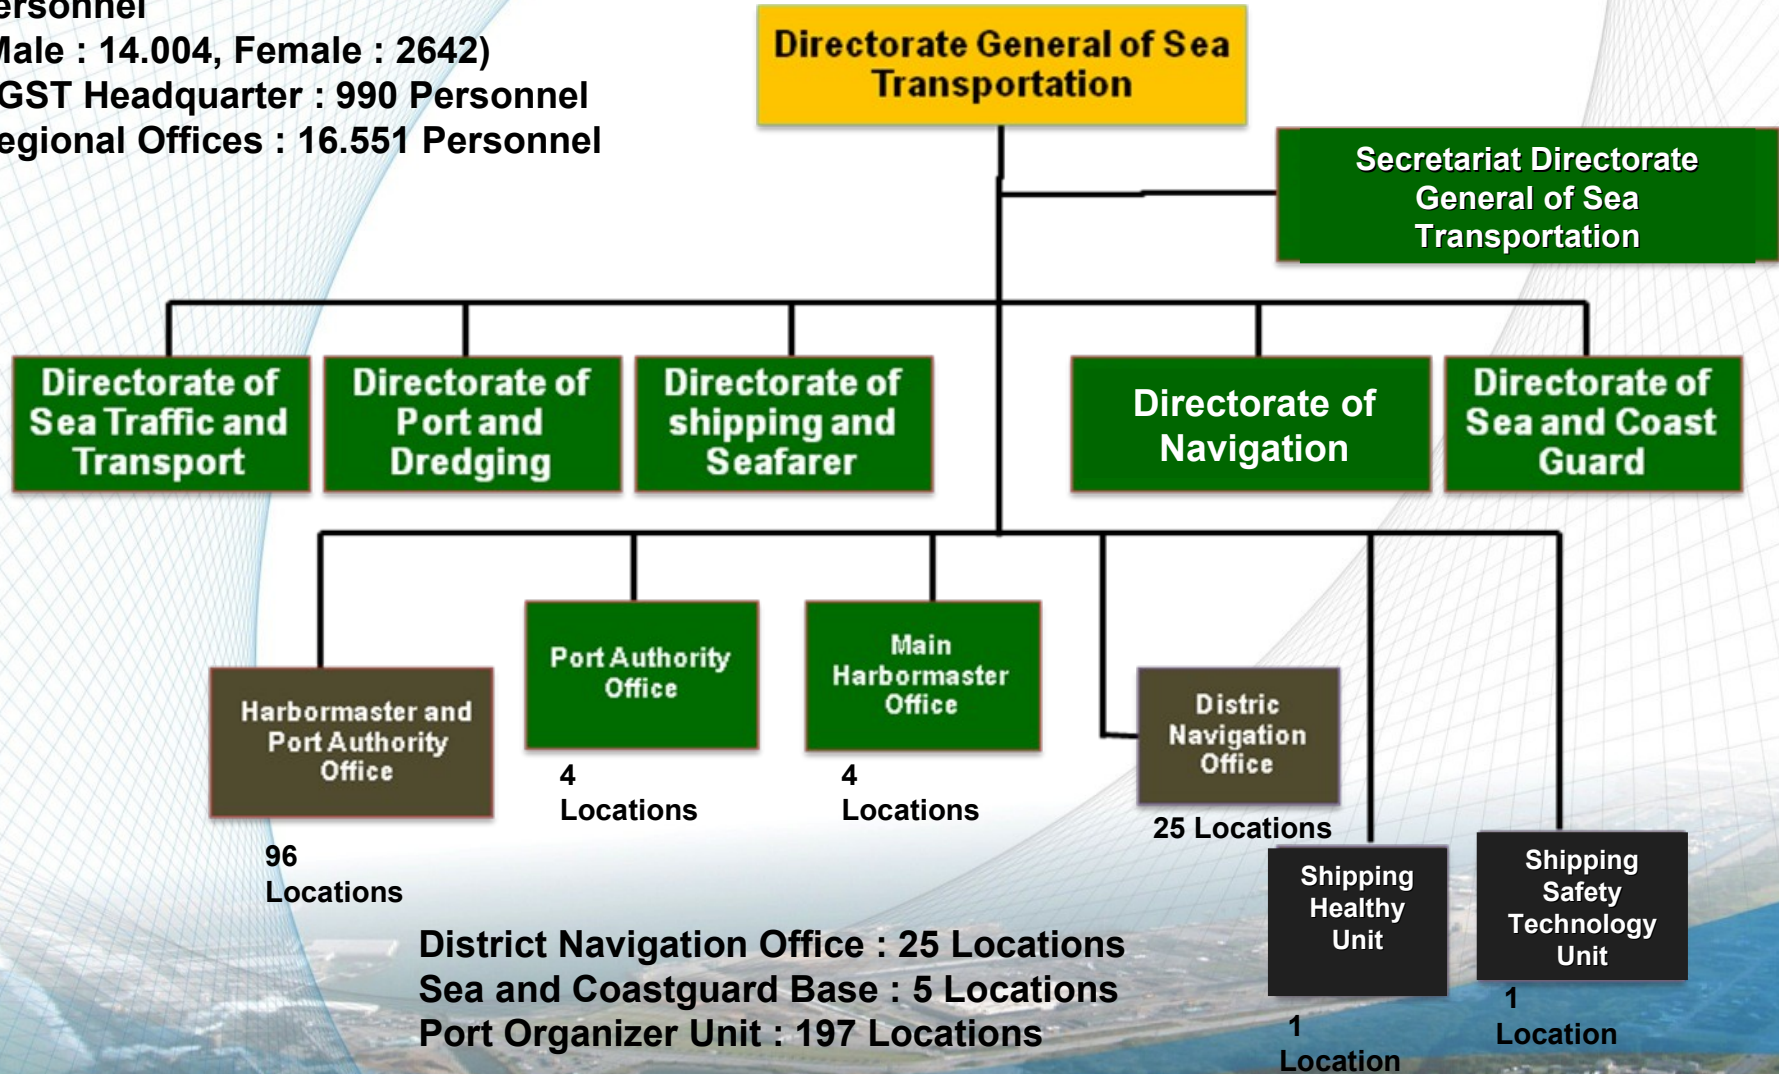 ersonnel
Male : 14.004, Female : 2642)
GST Headquarter : 990 Personnel
egional Offices : 16.551 Personnel
Directorate General of Sea
Transportation
Secretariat Directorate
General of Sea
Transportation
Directorate of
Sea Traffic and
Transport
Directorate of
Port and
Dredging
Directorate of
shipping and
Seafarer
Directorate of
Navigation
Directorate of
Sea and Coast
Guard
Harbormaster and
Port Authority
Office
96
Locations
Port Authority
Office
4
Locations
Main
Harbormaster
Office
4
Locations
Distric
Navigation
Office
25 Locations
Shipping
Healthy
Unit
1
Location
Shipping
Safety
Technology
Unit
1
Location
District Navigation Office : 25 Locations
Sea and Coastguard Base : 5 Locations
Port Organizer Unit : 197 Locations